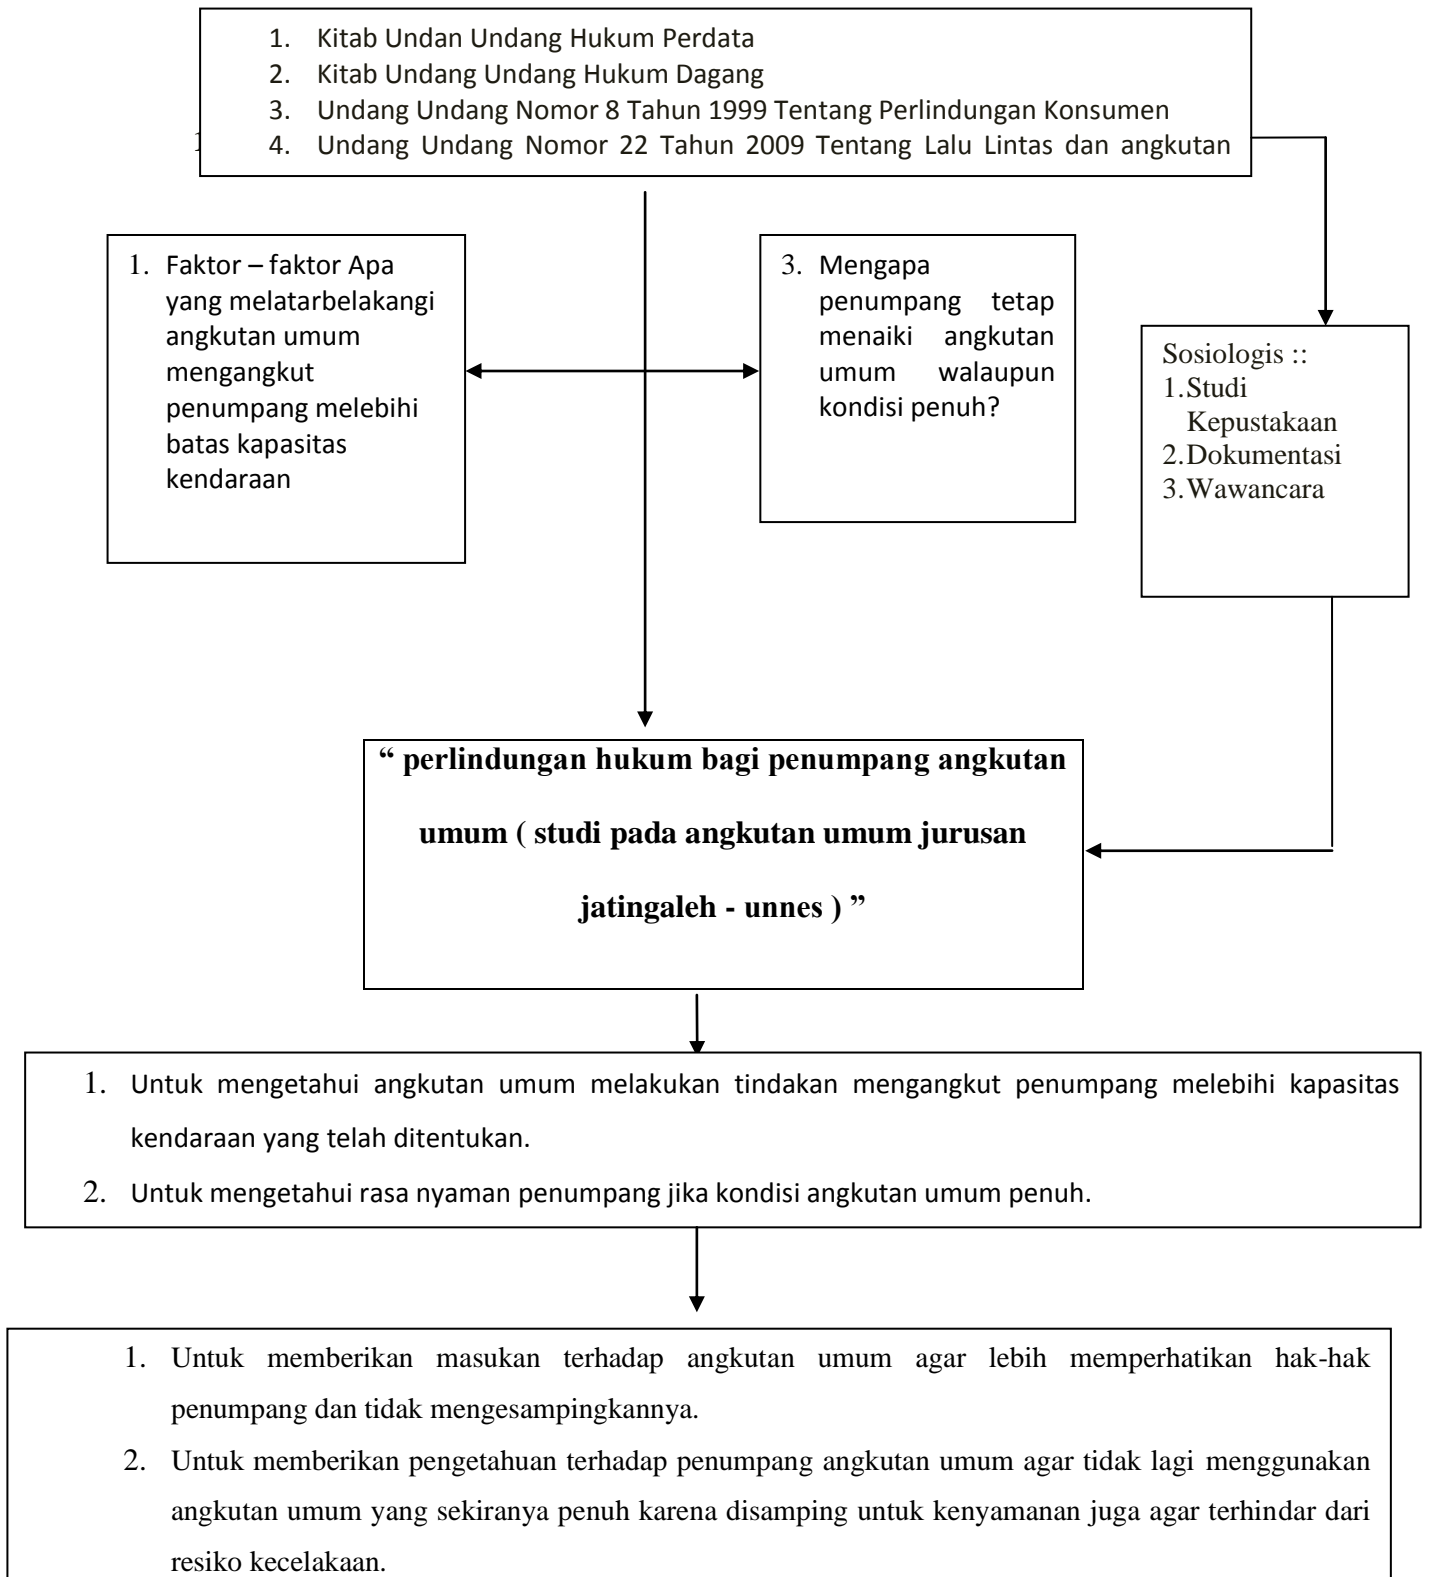 1. Kitab Undan Undang Hukum Perdata
2. Kitab Undang Undang Hukum Dagang
3. Undang Undang Nomor 8 Tahun 1999 Tentang Perlindungan Konsumen
4. Undang Undang Nomor 22 Tahun 2009 Tentang Lalu Lintas dan angkutan
1. Faktor – faktor Apa
yang melatarbelakangi
angkutan umum
mengangkut
penumpang melebihi
batas kapasitas
kendaraan
3. Mengapa
penumpang tetap
menaiki angkutan
umum walaupun
kondisi penuh?
Sosiologis ::
1.Studi
Kepustakaan
2.Dokumentasi
3.Wawancara
“ perlindungan hukum bagi penumpang angkutan
umum ( studi pada angkutan umum jurusan
jatingaleh - unnes ) ”
1. Untuk mengetahui angkutan umum melakukan tindakan mengangkut penumpang melebihi kapasitas
kendaraan yang telah ditentukan.
2. Untuk mengetahui rasa nyaman penumpang jika kondisi angkutan umum penuh.
1. Untuk memberikan masukan terhadap angkutan umum agar lebih memperhatikan hak-hak
penumpang dan tidak mengesampingkannya.
2. Untuk memberikan pengetahuan terhadap penumpang angkutan umum agar tidak lagi menggunakan
angkutan umum yang sekiranya penuh karena disamping untuk kenyamanan juga agar terhindar dari
resiko kecelakaan.